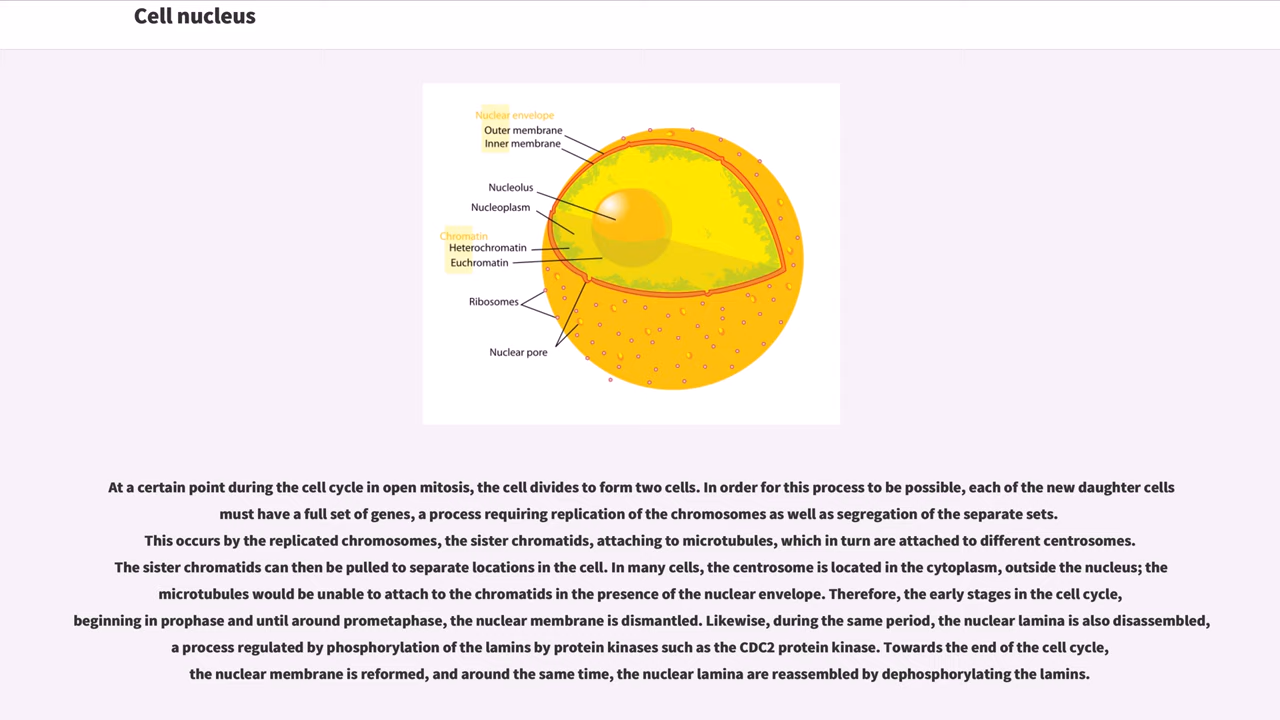 Cell nucleus
Nuclear envelope
Outer membrane
Inner membrane
Nucleolus
Nucleoplasm
Chromatin
Heterochromatin
Euchromatin
Ribosomes
Nuclear pore
At a certain point during the cell cycle in open mitosis, the cell divides to form two cells. In order for this process to be possible, each of the new daughter cells
must have a full set of genes, a process requiring replication of the chromosomes as well as segregation of the separate sets.
This occurs by the replicated chromosomes, the sister chromatids, attaching to microtubules, which in turn are attached to different centrosomes.
The sister chromatids can then be pulled to separate locations in the cell. In many cells, the centrosome is located in the cytoplasm, outside the nucleus; the
microtubules would be unable to attach to the chromatids in the presence of the nuclear envelope. Therefore, the early stages in the cell cycle,
beginning in prophase and until around prometaphase, the nuclear membrane is dismantled. Likewise, during the same period, the nuclear lamina is also disassembled,
a process regulated by phosphorylation of the lamins by protein kinases such as the CDC2 protein kinase. Towards the end of the cell cycle,
the nuclear membrane is reformed, and around the same time, the nuclear lamina are reassembled by dephosphorylating the lamins.